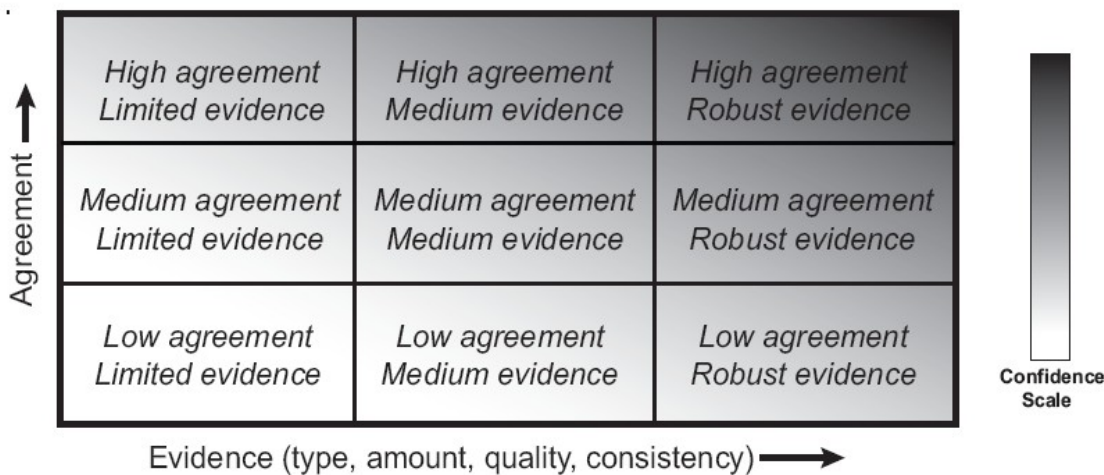 High agreement
Limited evidence
High agreement
Medium evidence
High agreement
Robust evidence
Medium agreement
Limited evidence
Medium agreement
Medium evidence
Medium agreement
Robust evidence
Low agreement
Limited evidence
Low agreement
Medium evidence
Low agreement
Robust evidence
Agreement
Evidence (type, amount, quality, consistency)
Confidence
Scale